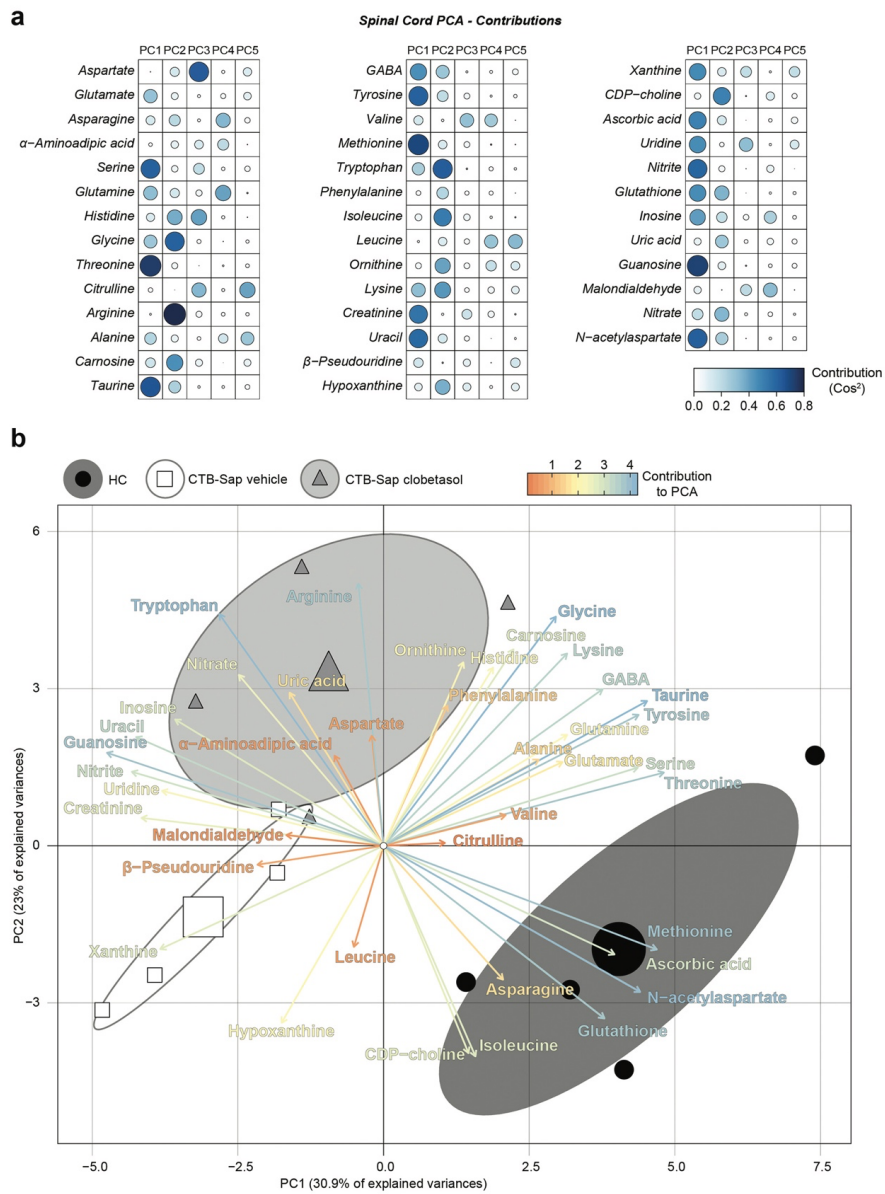 a
Spinal Cord PCA - Contributions
PC1 PC2 PC3 PC4 PC5
Aspartate
Glutamate
Asparagine
α−Aminoadipic acid
Serine
Glutamine
Histidine
Glycine
Threonine
Citrulline
Arginine
Alanine
Carnosine
Taurine
PC1 PC2 PC3 PC4 PC5
GABA
Tyrosine
Valine
Methionine
Tryptophan
Phenylalanine
Isoleucine
Leucine
Ornithine
Lysine
Creatinine
Uracil
β−Pseudouridine
Hypoxanthine
PC1 PC2 PC3 PC4 PC5
Xanthine
CDP−choline
Ascorbic acid
Uridine
Nitrite
Glutathione
Inosine
Uric acid
Guanosine
Malondialdehyde
Nitrate
N−acetylaspartate
Contribution
(Cos²)
0.0 0.2 0.4 0.6 0.8
b
HC
CTB-Sap vehicle
CTB-Sap clobetasol
1 2 3 4
Contribution
to PCA
6
3
0
−3
PC2 (23% of explained variances)
Tryptophan
Arginine
Glycine
Carnosine
Ornithine
Histidine
Lysine
Nitrate
Uric acid
GABA
Phenylalanine
Taurine
Inosine
Tyrosine
Uracil
Aspartate
Glutamine
Guanosine
α−Aminoadipic acid
Alanine
Glutamate
Serine
Nitrite
Threonine
Uridine
Creatinine
Valine
Malondialdehyde
Citrulline
β−Pseudouridine
Methionine
Xanthine
Leucine
Ascorbic acid
Asparagine
N−acetylaspartate
Hypoxanthine
Glutathione
Isoleucine
CDP−choline
−5.0 −2.5 0.0 2.5 5.0 7.5
PC1 (30.9% of explained variances)